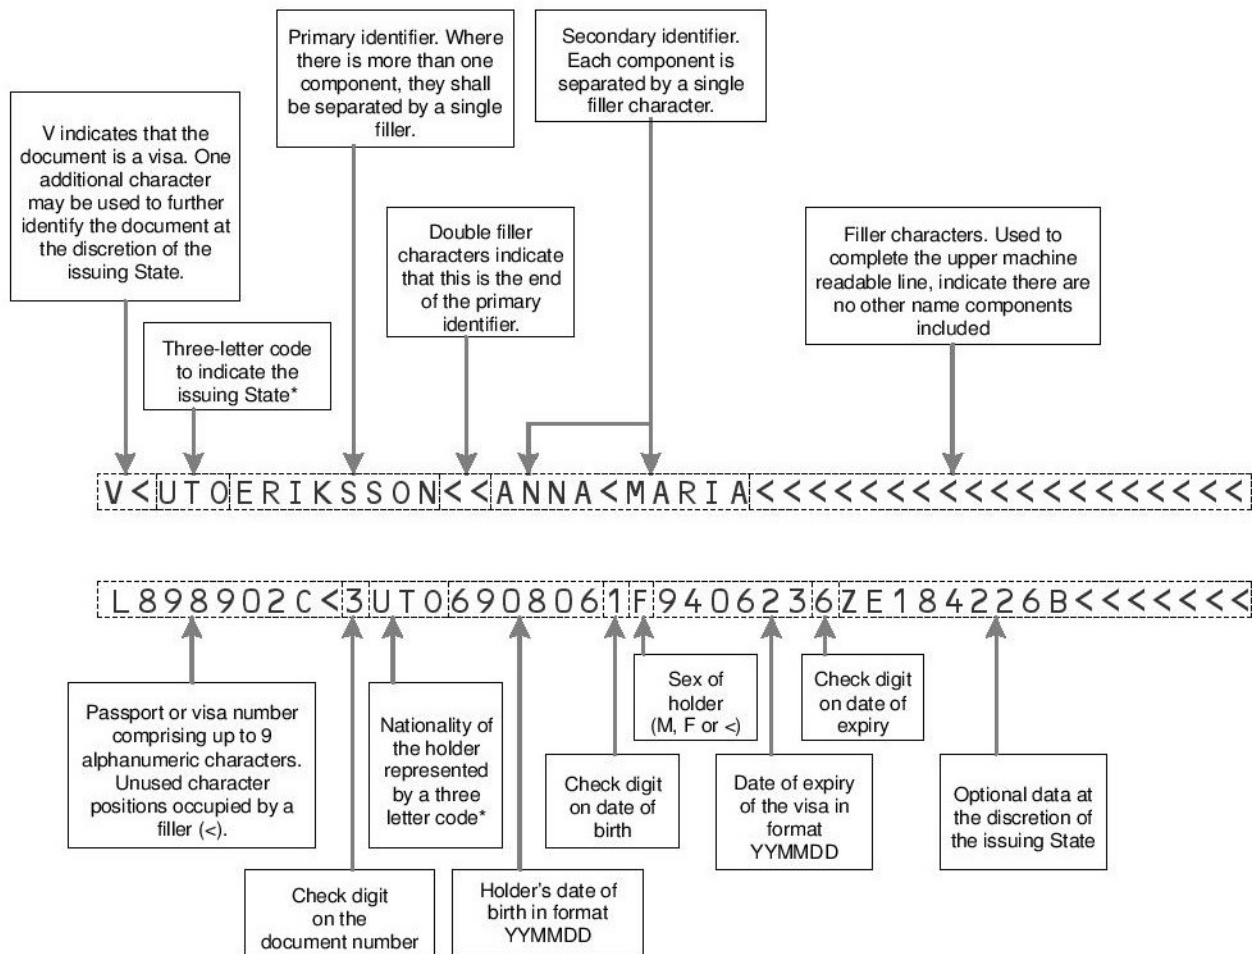 Primary identifier. Where
there is more than one
component, they shall
be separated by a single
filler.
Secondary identifier.
Each component is
separated by a single
filler character.
V indicates that the
document is a visa. One
additional character
may be used to further
identify the document at
the discretion of the
issuing State.
Double filler
characters indicate
that this is the end
of the primary
identifier.
Filler characters. Used to
complete the upper machine
readable line, indicate there are
no other name components
included
Three-letter code
to indicate the
issuing State*
V<UTOERIKSSON<<ANNA<MARIA<<<<<<<<<<<<<<<<<<<
L898902C<3UTO6908061F9406236ZE184226B<<<<<<<
Passport or visa number
comprising up to 9
alphanumeric characters.
Unused character
positions occupied by a
filler (<).
Check digit
on the
document number
Nationality of
the holder
represented
by a three
letter code*
Holder's date of
birth in format
YYMMDD
Check digit
on date of
birth
Sex of
holder
(M, F or <)
Date of expiry
of the visa in
format
YYMMDD
Check digit
on date of
expiry
Optional data at
the discretion of
the issuing State